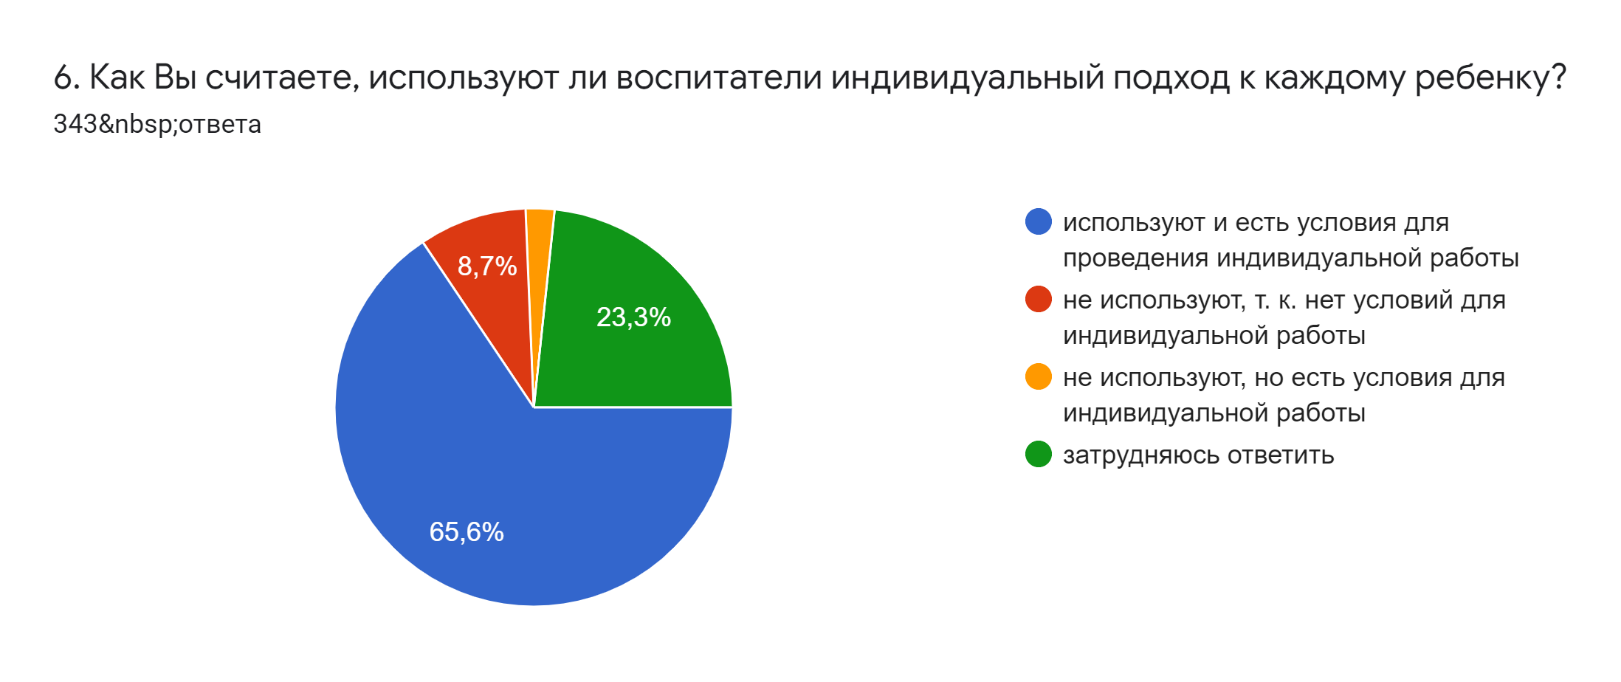 6. Как Вы считаете, используют ли воспитатели индивидуальный подход к каждому ребенку?
343&nbsp;ответа
используют и есть условия для
проведения индивидуальной работы
не используют, т. к. нет условий для
индивидуальной работы
не используют, но есть условия для
индивидуальной работы
затрудняюсь ответить
8,7%
23,3%
65,6%